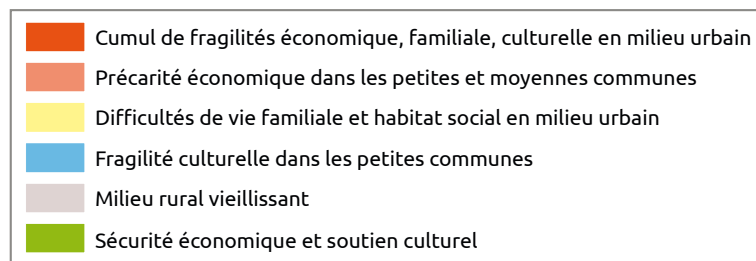 Cumul de fragilités économique, familiale, culturelle en milieu urbain
Précarité économique dans les petites et moyennes communes
Difficultés de vie familiale et habitat social en milieu urbain
Fragilité culturelle dans les petites communes
Milieu rural vieillissant
Sécurité économique et soutien culturel